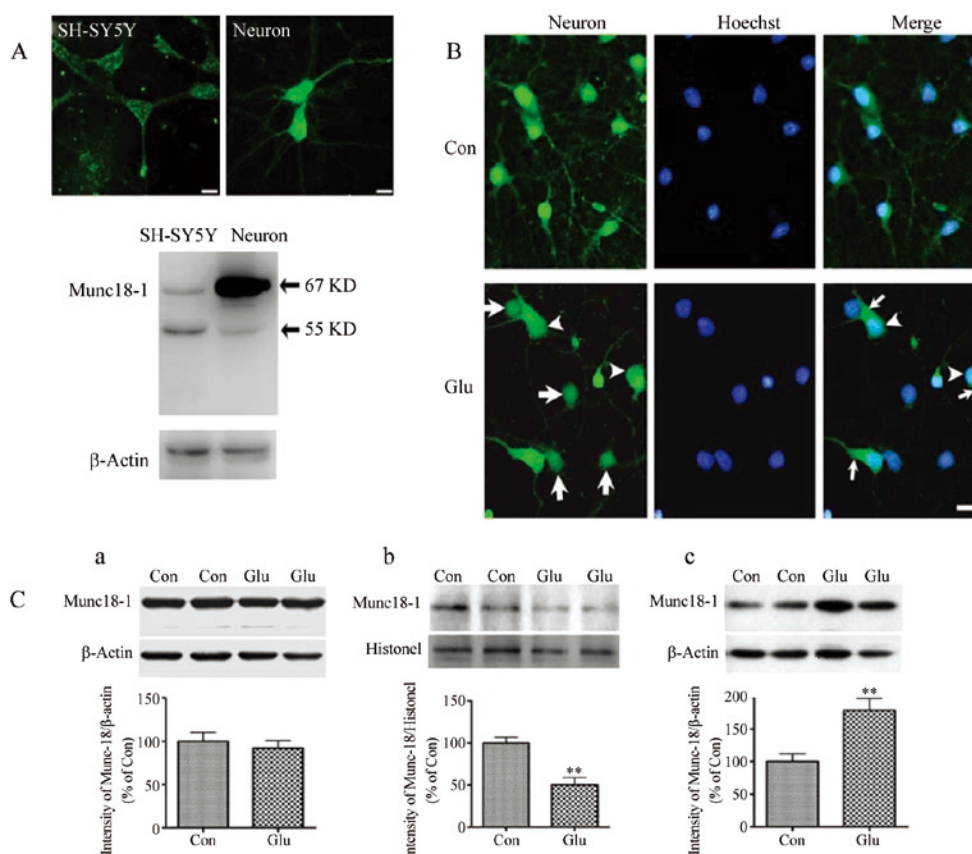 A
SH-SY5Y Neuron
SH-SY5Y Neuron
Munc18-1
67 KD
55 KD
β-Actin
B
Neuron Hoechst Merge
Con
Glu
C
a
Con Con Glu Glu
Munc18-1
β-Actin
Intensity of Munc-18/β-actin
(% of Con)
150
100
50
0
Con Glu
b
Con Con Glu Glu
Munc18-1
Histonel
Intensity of Munc-18/Histonel
(% of Con)
150
100
50
0
**
Con Glu
c
Con Con Glu Glu
Munc18-1
β-Actin
Intensity of Munc-18/β-actin
(% of Con)
200
150
100
50
0
**
Con Glu